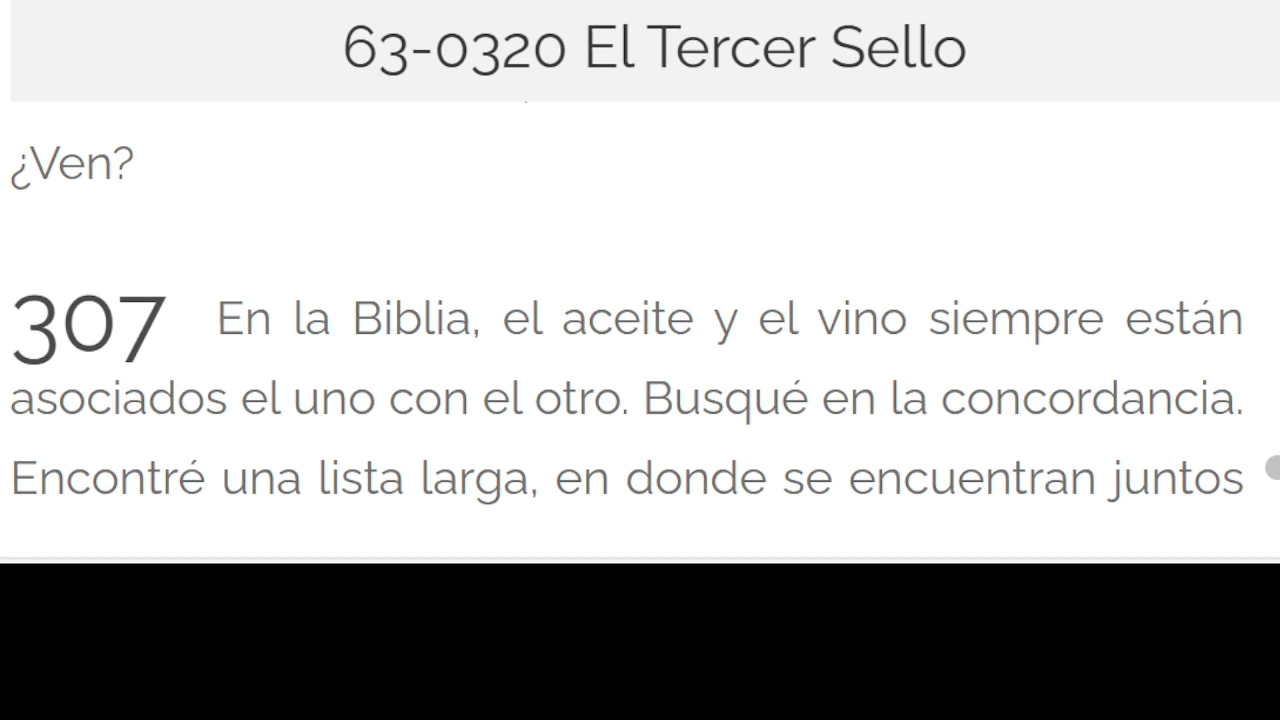 63-0320 El Tercer Sello
¿Ven?
307 En la Biblia, el aceite y el vino siempre están
asociados el uno con el otro. Busqué en la concordancia.
Encontré una lista larga, en donde se encuentran juntos